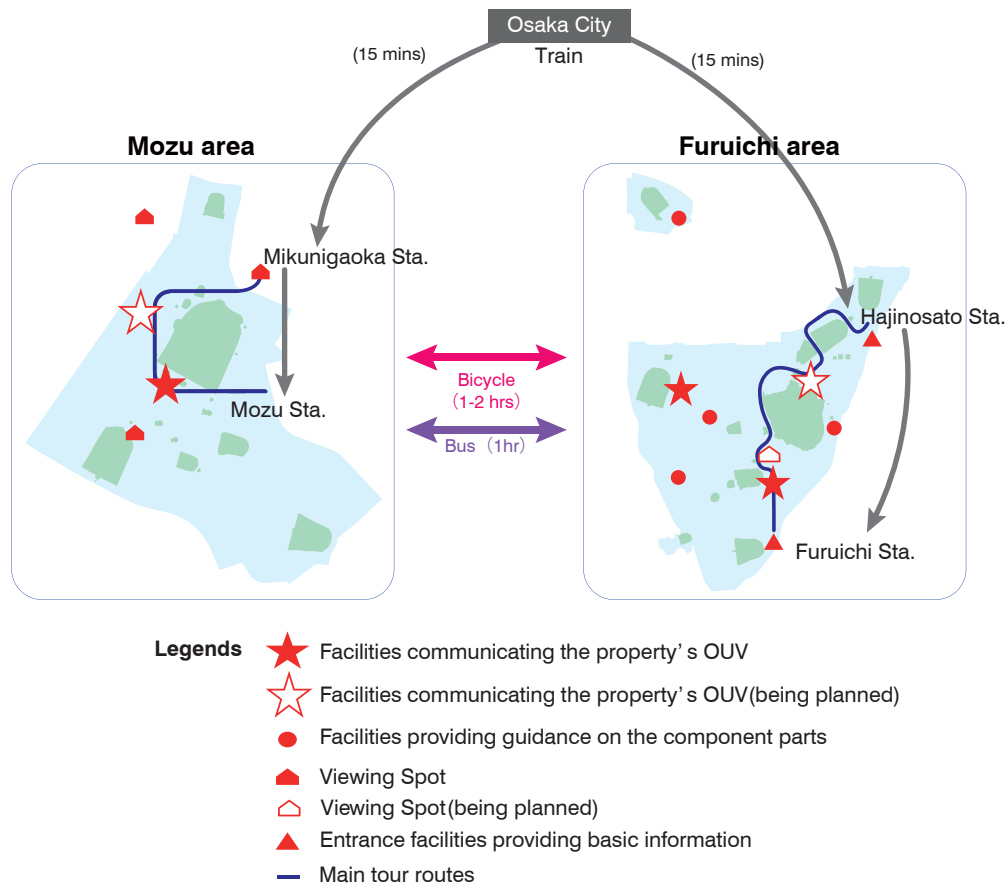 Osaka City
Train
(15 mins)
(15 mins)
Mozu area
Furuichi area
Mikunigaoka Sta.
Hajinosato Sta.
Bicycle
(1-2 hrs)
Mozu Sta.
Bus (1hr)
Furuichi Sta.
Legends
Facilities communicating the property's OUV
Facilities communicating the property's OUV(being planned)
Facilities providing guidance on the component parts
Viewing Spot
Viewing Spot(being planned)
Entrance facilities providing basic information
Main tour routes